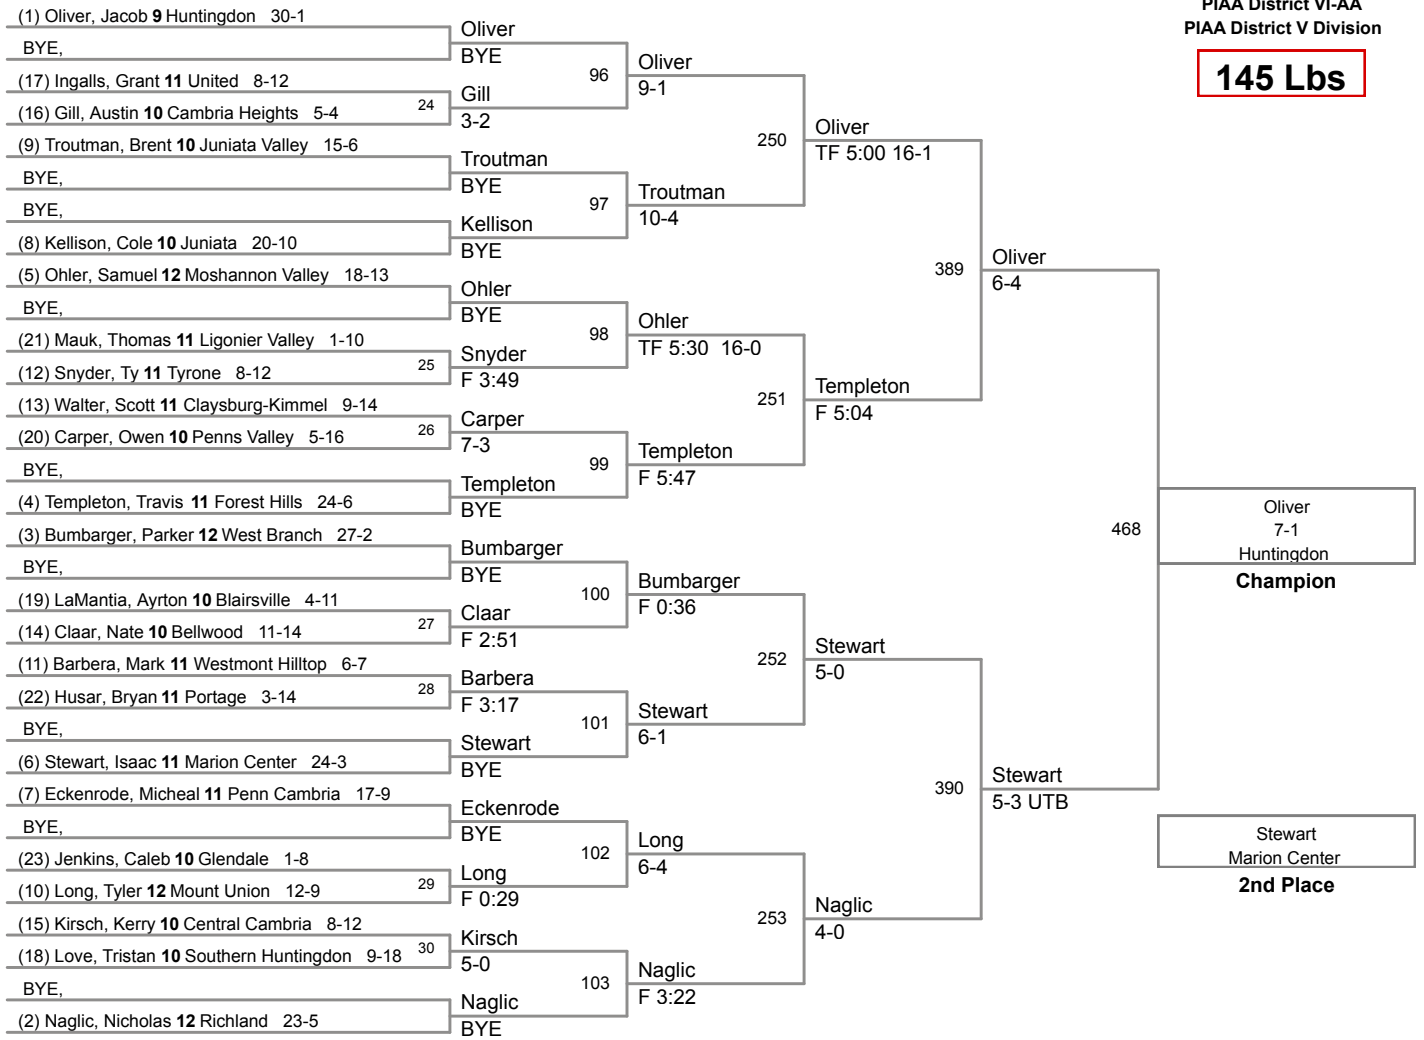 PIAA District VI-AA
PIAA District V Division
145 Lbs
(1) Oliver, Jacob 9 Huntingdon 30-1
BYE,
(17) Ingalls, Grant 11 United 8-12
(16) Gill, Austin 10 Cambria Heights 5-4
(9) Troutman, Brent 10 Juniata Valley 15-6
BYE,
BYE,
(8) Kellison, Cole 10 Juniata 20-10
(5) Ohler, Samuel 12 Moshannon Valley 18-13
BYE,
(21) Mauk, Thomas 11 Ligonier Valley 1-10
(12) Snyder, Ty 11 Tyrone 8-12
(13) Walter, Scott 11 Claysburg-Kimmel 9-14
(20) Carper, Owen 10 Penns Valley 5-16
BYE,
(4) Templeton, Travis 11 Forest Hills 24-6
(3) Bumbarger, Parker 12 West Branch 27-2
BYE,
(19) LaMantia, Ayrton 10 Blairsville 4-11
(14) Claar, Nate 10 Bellwood 11-14
(11) Barbera, Mark 11 Westmont Hilltop 6-7
(22) Husar, Bryan 11 Portage 3-14
BYE,
(6) Stewart, Isaac 11 Marion Center 24-3
(7) Eckenrode, Micheal 11 Penn Cambria 17-9
BYE,
(23) Jenkins, Caleb 10 Glendale 1-8
(10) Long, Tyler 12 Mount Union 12-9
(15) Kirsch, Kerry 10 Central Cambria 8-12
(18) Love, Tristan 10 Southern Huntingdon 9-18
BYE,
(2) Naglic, Nicholas 12 Richland 23-5
24
25
26
27
28
29
30
Oliver
BYE
Gill
3-2
Troutman
BYE
Kellison
BYE
Ohler
BYE
Snyder
F 3:49
Carper
7-3
Templeton
BYE
Bumbarger
BYE
Claar
F 2:51
Barbera
F 3:17
Stewart
BYE
Eckenrode
BYE
Long
F 0:29
Kirsch
5-0
Naglic
BYE
96
97
98
99
100
101
102
103
Oliver
9-1
Troutman
10-4
Ohler
TF 5:30 16-0
Templeton
F 5:47
Bumbarger
F 0:36
Stewart
6-1
Long
6-4
Naglic
F 3:22
250
251
252
253
Oliver
TF 5:00 16-1
Templeton
F 5:04
Stewart
5-0
Naglic
4-0
389
390
Oliver
6-4
Stewart
5-3 UTB
468
Oliver
7-1
Huntingdon
Champion
Stewart
Marion Center
2nd Place